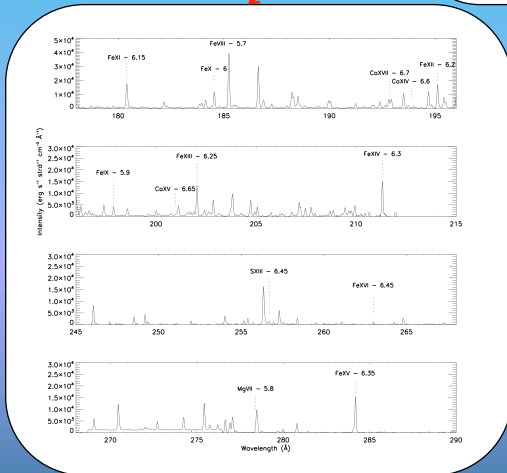 5×10⁴
4×10⁴
3×10⁴
2×10⁴
1×10⁴
0
FeXI − 6.15
FeX − 6
FeVIII − 5.7
CoXVII − 6.7
CoXIV − 6.6
FeXII − 6.2
180
185
190
195
3.0×10⁴
2.5×10⁴
2.0×10⁴
1.5×10⁴
1.0×10⁴
5.0×10³
0
FeIX − 5.9
CoXV − 6.65
FeXIII − 6.25
FeXIV − 6.3
200
205
210
215
Intensity (erg s⁻¹ strd⁻¹ cm⁻² Å⁻¹)
3.0×10⁴
2.5×10⁴
2.0×10⁴
1.5×10⁴
1.0×10⁴
5.0×10³
0
SXIII − 6.45
FeXVI − 6.45
245
250
255
260
265
3.0×10⁴
2.5×10⁴
2.0×10⁴
1.5×10⁴
1.0×10⁴
5.0×10³
0
MgVII − 5.8
FeXV − 6.35
270
275
280
285
290
Wavelength (Å)